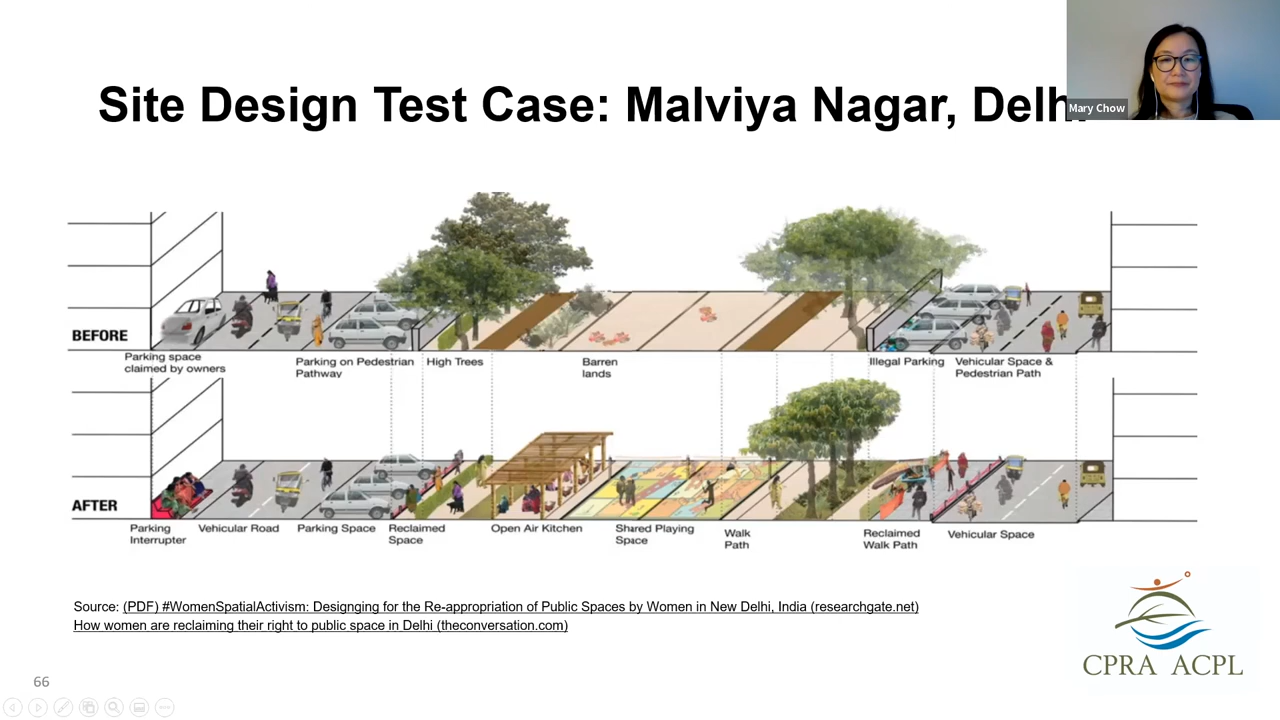 Site Design Test Case: Malviya Nagar, Delhi
Mary Chow
BEFORE
Parking space
claimed by owners
Parking on Pedestrian
Pathway
High Trees
Barren
lands
Illegal Parking
Vehicular Space &
Pedestrian Path
AFTER
Parking
Interrupter
Vehicular Road
Parking Space
Reclaimed
Space
Open Air Kitchen
Shared Playing
Space
Walk
Path
Reclaimed
Walk Path
Vehicular Space
Source: (PDF) #WomenSpatialActivism: Designging for the Re-appropriation of Public Spaces by Women in New Delhi, India (researchgate.net)
How women are reclaiming their right to public space in Delhi (theconversation.com)
CPRA ACPL
66